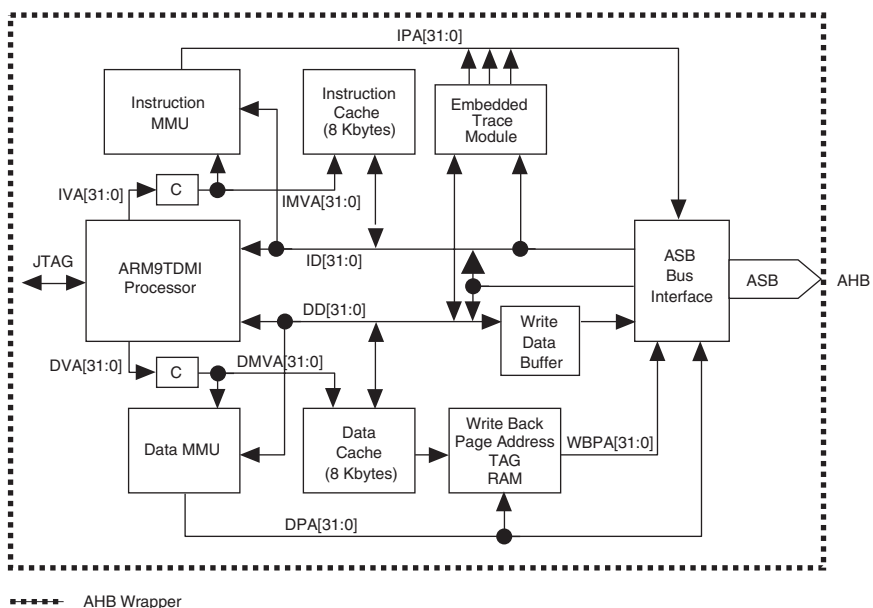 IPA[31:0]
Instruction
MMU
Instruction
Cache
(8 Kbytes)
Embedded
Trace
Module
IVA[31:0]
C
IMVA[31:0]
JTAG
ARM9TDMI
Processor
ID[31:0]
ASB
Bus
Interface
ASB
AHB
DD[31:0]
Write
Data
Buffer
DVA[31:0]
C
DMVA[31:0]
Data MMU
Data
Cache
(8 Kbytes)
Write Back
Page Address
TAG
RAM
WBPA[31:0]
DPA[31:0]
AHB Wrapper